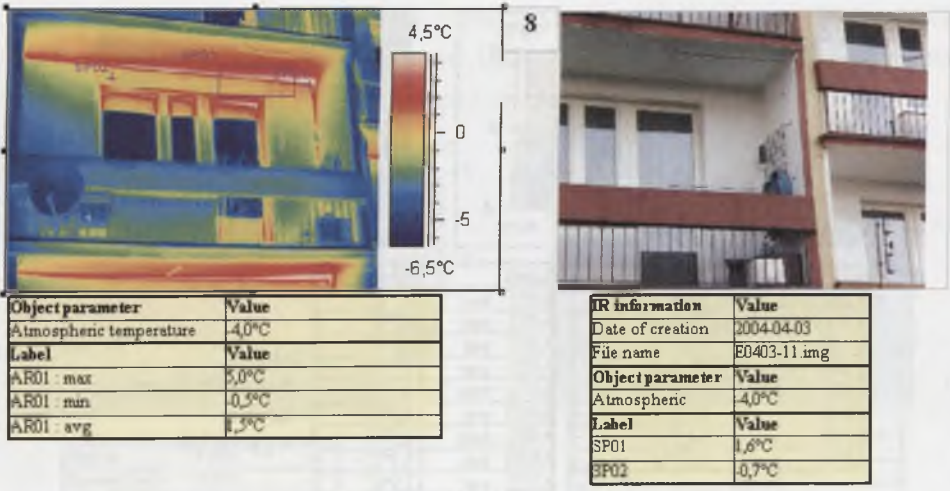 8
4,5°C
0
-5
-6,5°C
SP02
Object parameter Value
Atmospheric temperature -4,0°C
Label Value
AR01 : max 5,0°C
AR01 : min -0,5°C
AR01 : avg 1,5°C
IR information Value
Date of creation 2004-04-03
File name E0403-11.img
Object parameter Value
Atmospheric -4,0°C
Label Value
SP01 1,6°C
SP02 -0,7°C